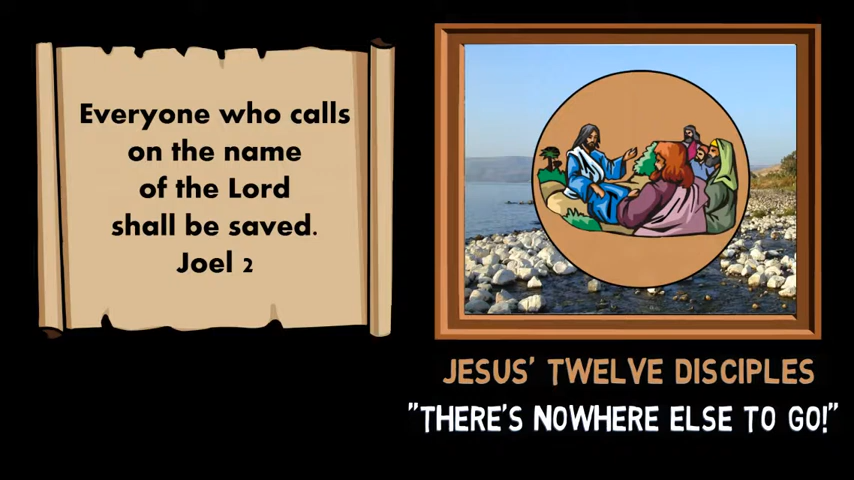 Everyone who calls
on the name
of the Lord
shall be saved.
Joel 2
JESUS' TWELVE DISCIPLES
"THERE'S NOWHERE ELSE TO GO!"